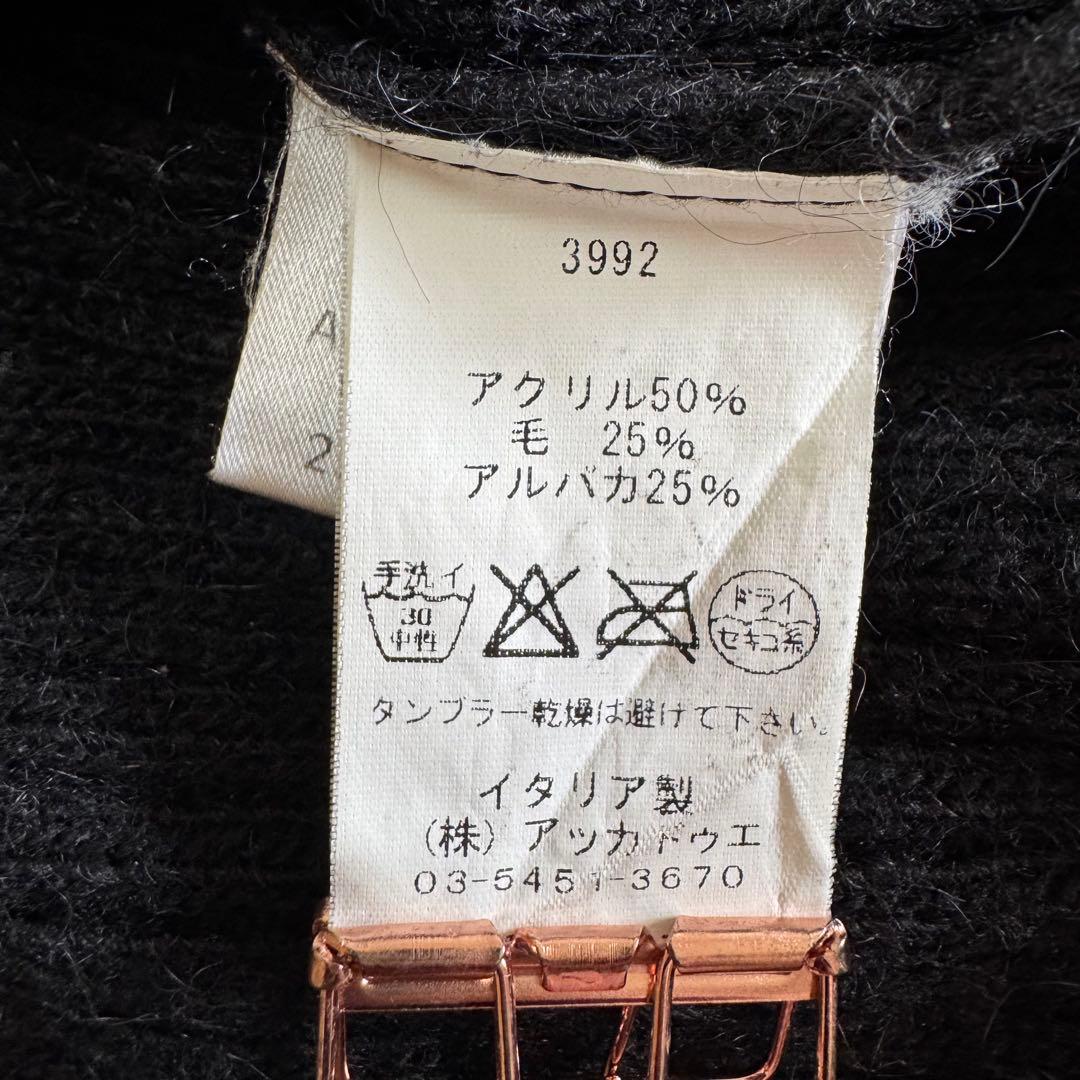 3992
アクリル50%
毛 25%
アルパカ25%
手洗イ
30
中性
ドライ
セキユ系
タンブラー乾燥は避けて下さい。
イタリア製
(株)アッカドゥエ
03-5451-3670
A
2